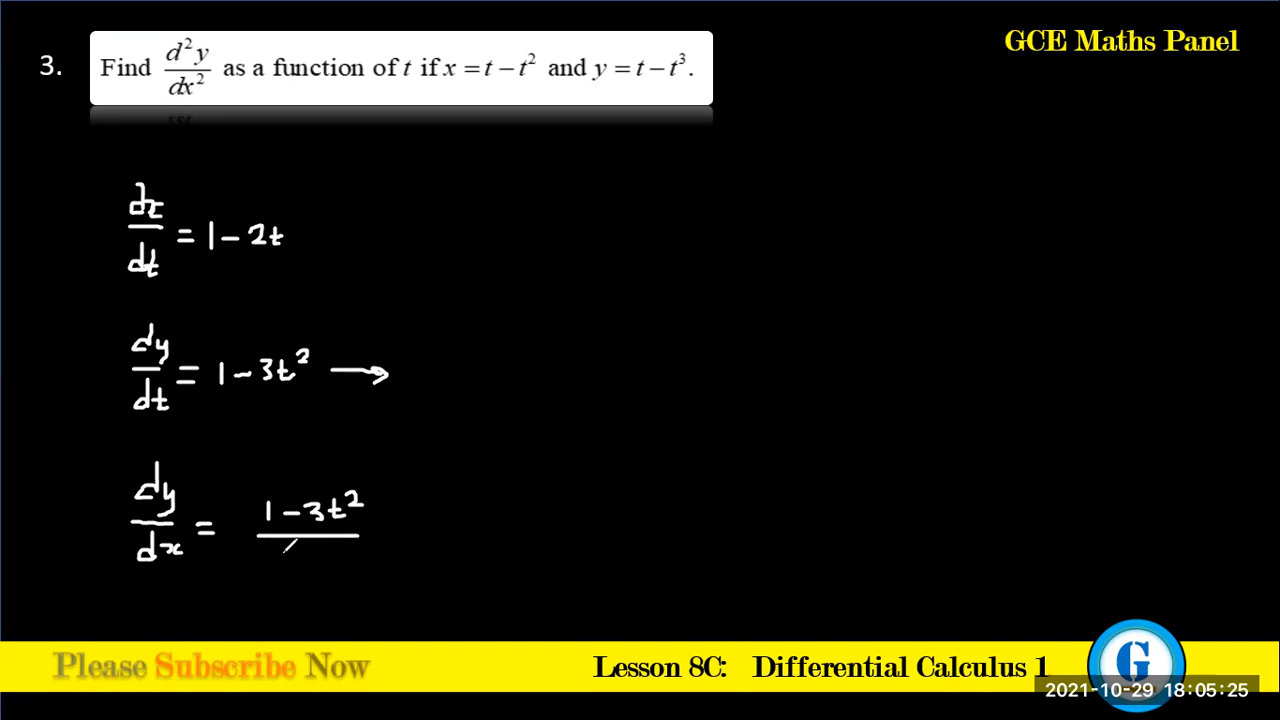 GCE Maths Panel
3. Find d²y/dx² as a function of t if x = t – t² and y = t – t³.
dx/dt = 1 – 2t
dy/dt = 1 – 3t² →
dy/dx = 1 – 3t²
Please Subscribe Now
Lesson 8C: Differential Calculus 1
G
2021-10-29 18:05:25